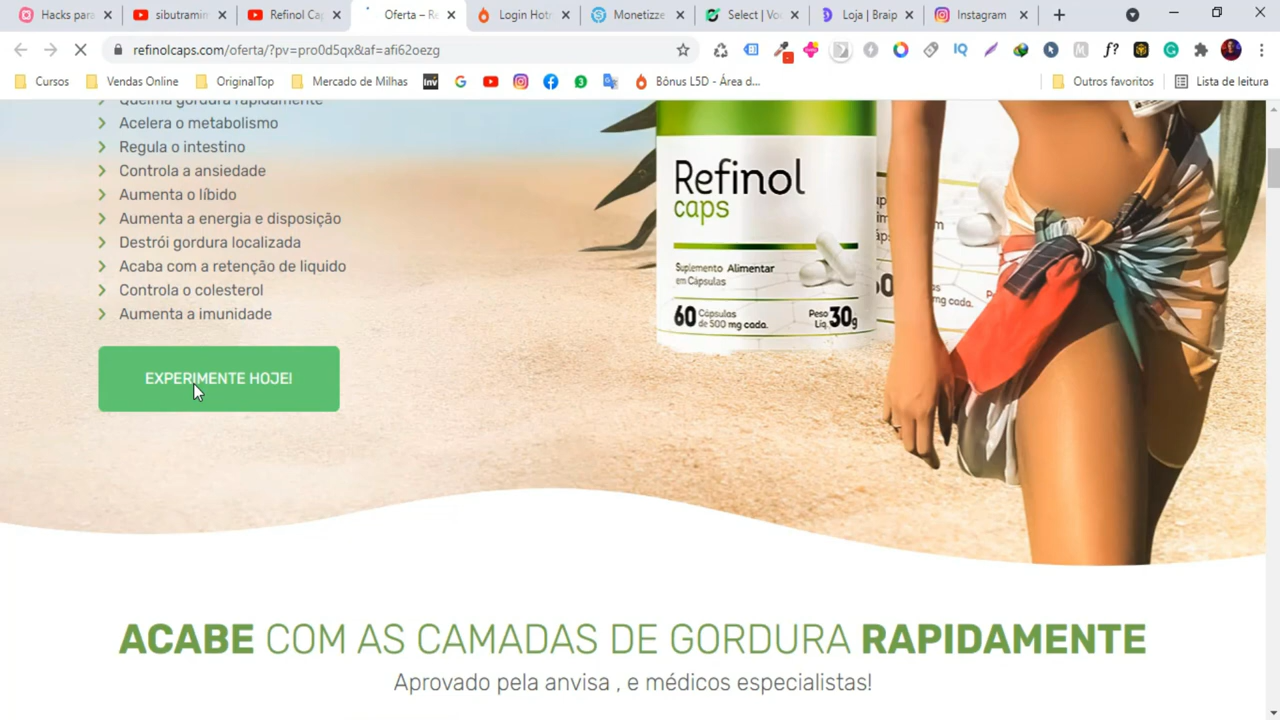 Hacks para
sibutramin
Refinol Ca
Oferta – Re
Login Hotm
Monetizze
Select | Vo
Loja | Braip
Instagram
refinolcaps.com/oferta/?pv=pro0d5qx&af=afi62oezg
Cursos
Vendas Online
OriginalTop
Mercado de Milhas
Bônus L5D - Área d...
Outros favoritos
Lista de leitura
Queima gordura rapidamente
Acelera o metabolismo
Regula o intestino
Controla a ansiedade
Aumenta o líbido
Aumenta a energia e disposição
Destrói gordura localizada
Acaba com a retenção de liquido
Controla o colesterol
Aumenta a imunidade
EXPERIMENTE HOJE!
Refinol
caps
Suplemento Alimentar
em Cápsulas
60 Cápsulas
de 500 mg cada.
Peso
Líq. 30g
ACABE COM AS CAMADAS DE GORDURA RAPIDAMENTE
Aprovado pela anvisa , e médicos especialistas!